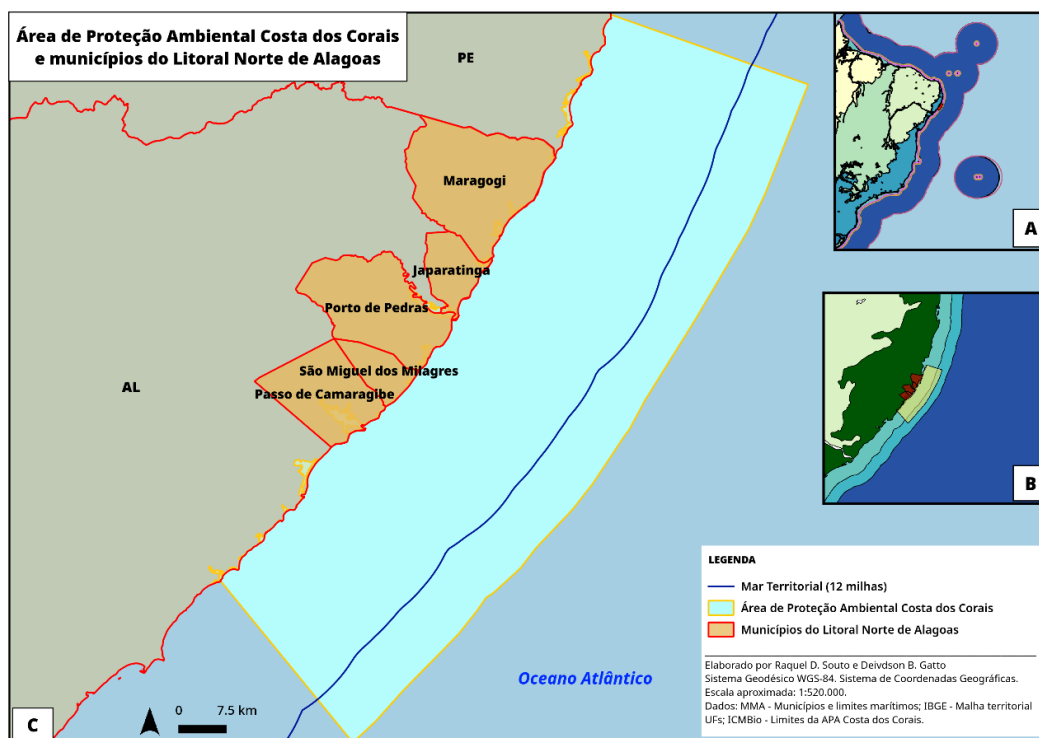 Área de Proteção Ambiental Costa dos Corais
e municípios do Litoral Norte de Alagoas
PE
Maragogi
Japaratinga
Porto de Pedras
São Miguel dos Milagres
Passo de Camaragibe
AL
A
B
LEGENDA
Mar Territorial (12 milhas)
Área de Proteção Ambiental Costa dos Corais
Municípios do Litoral Norte de Alagoas
Elaborado por Raquel D. Souto e Deivdson B. Gatto
Sistema Geodésico WGS-84. Sistema de Coordenadas Geográficas.
Escala aproximada: 1:520.000.
Dados: MMA - Municípios e limites marítimos; IBGE - Malha territorial
UFs; ICMBio - Limites da APA Costa dos Corais.
Oceano Atlântico
0 7.5 km
C